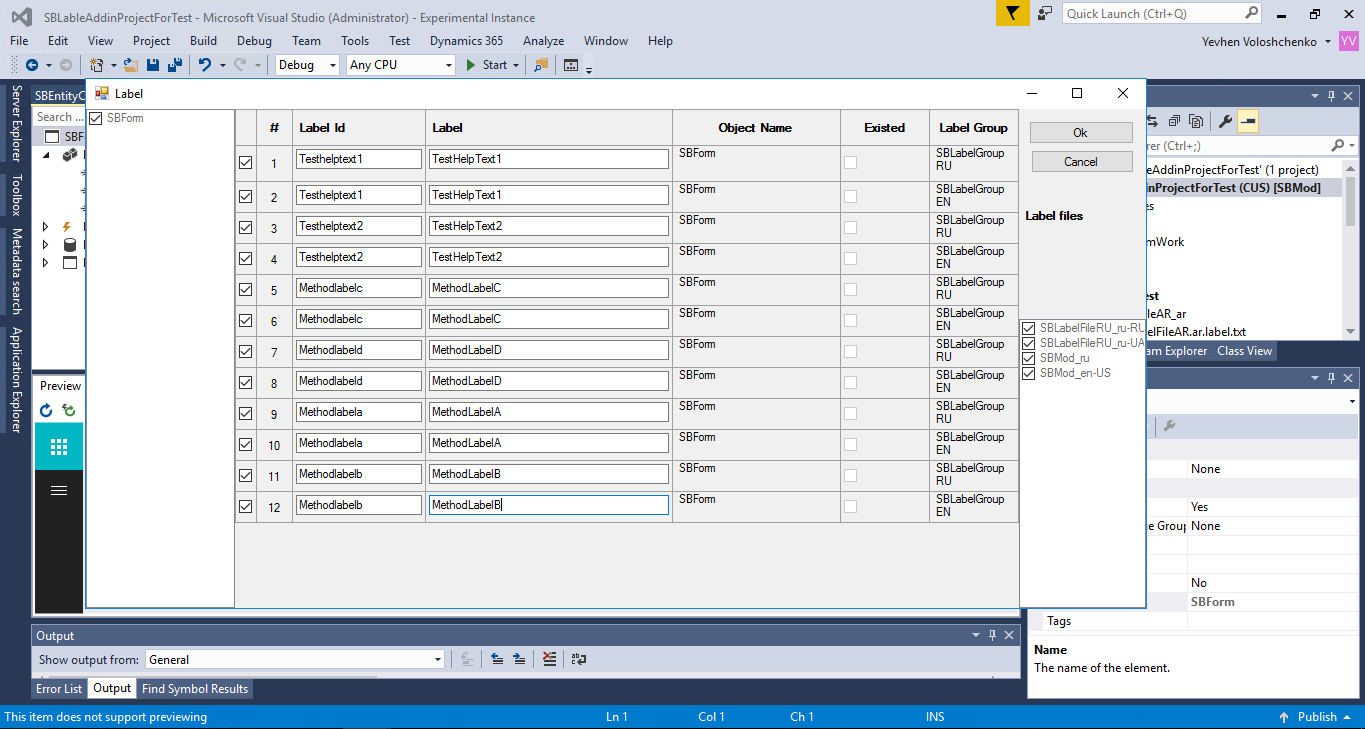 SBLableAddinProjectForTest - Microsoft Visual Studio (Administrator) - Experimental Instance
Quick Launch (Ctrl+Q)
File Edit View Project Build Debug Team Tools Test Dynamics 365 Analyze Window Help
Yevhen Voloshchenko YV
Debug Any CPU Start
Server Explorer
Toolbox
Metadata search
Application Explorer
SBEntityC
Search ...
SBF
Preview
Label
SBForm
# Label Id Label Object Name Existed Label Group
1 Testhelptext1 TestHelpText1 SBForm SBLabelGroup
RU
2 Testhelptext1 TestHelpText1 SBForm SBLabelGroup
EN
3 Testhelptext2 TestHelpText2 SBForm SBLabelGroup
RU
4 Testhelptext2 TestHelpText2 SBForm SBLabelGroup
EN
5 Methodlabelc MethodLabelC SBForm SBLabelGroup
RU
6 Methodlabelc MethodLabelC SBForm SBLabelGroup
EN
7 Methodlabeld MethodLabelD SBForm SBLabelGroup
RU
8 Methodlabeld MethodLabelD SBForm SBLabelGroup
EN
9 Methodlabela MethodLabelA SBForm SBLabelGroup
RU
10 Methodlabela MethodLabelA SBForm SBLabelGroup
EN
11 Methodlabelb MethodLabelB SBForm SBLabelGroup
RU
12 Methodlabelb MethodLabelB SBForm SBLabelGroup
EN
Ok
Cancel
Label files
SBLabelFileRU_ru-RU
SBLabelFileRU_ru-UA
SBMod_ru
SBMod_en-US
rer (Ctrl+;)
leAddinProjectForTest' (1 project)
inProjectForTest (CUS) [SBMod]
es
mWork
st
ileAR_ar
elFileAR.ar.label.txt
am Explorer Class View
None
Yes
e Group None
No
SBForm
Tags
Name
The name of the element.
Output
Show output from: General
Error List Output Find Symbol Results
This item does not support previewing Ln 1 Col 1 Ch 1 INS Publish